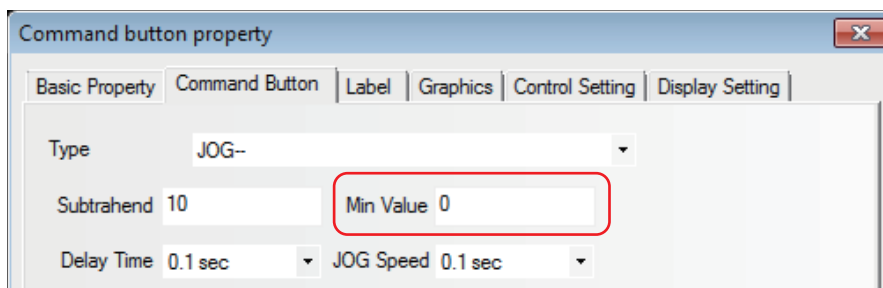 Command button property
Basic Property Command Button Label Graphics Control Setting Display Setting
Type JOG--
Subtrahend 10 Min Value 0
Delay Time 0.1 sec JOG Speed 0.1 sec